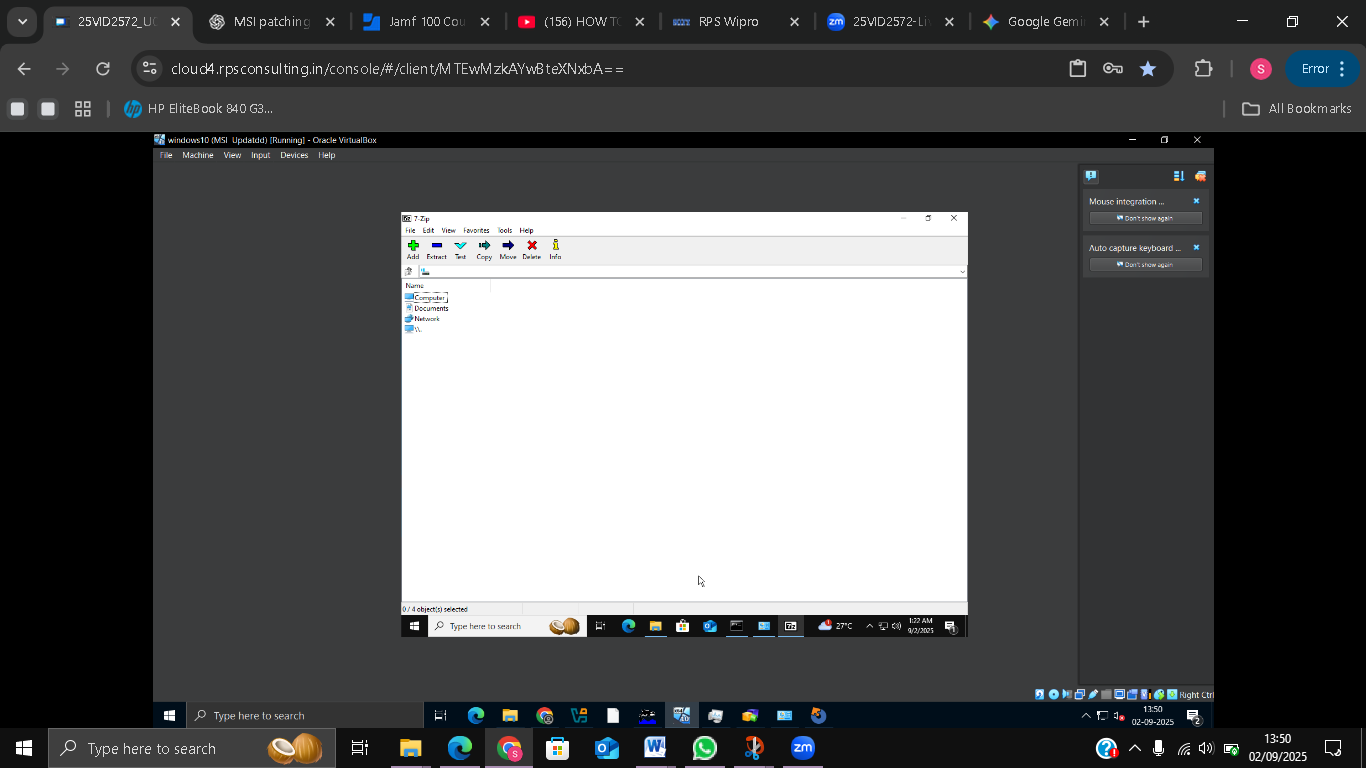 25VID2572_UC
MSI patching
Jamf 100 Cou
(156) HOW TO
RPS Wipro
25VID2572-Liv
Google Gemi
cloud4.rpsconsulting.in/console/#/client/MTEwMzkAYwBteXNxbA==
S
Error
HP EliteBook 840 G3...
All Bookmarks
windows10 (MSI Updatdd) [Running] - Oracle VirtualBox
File Machine View Input Devices Help
Mouse integration ...
Don't show again
Auto capture keyboard ...
Don't show again
7-Zip
File Edit View Favorites Tools Help
Add Extract Test Copy Move Delete Info
Name
Computer
Documents
Network
\\.
0 / 4 object(s) selected
Type here to search
27°C
1:22 AM
9/2/2025
Right Ctrl
Type here to search
13:50
02-09-2025
2
Type here to search
13:50
02/09/2025